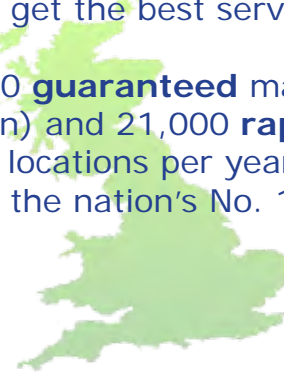 get the best serv
0 guaranteed ma
n) and 21,000 rap
locations per year
the nation's No. 1